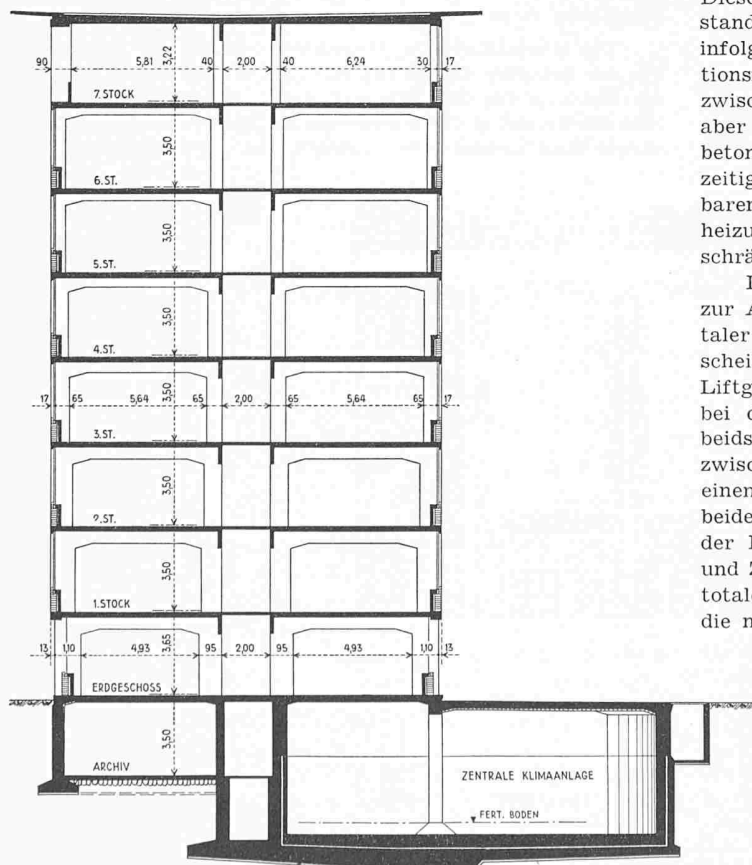 90 5,81 40 2,00 40 6,24 30 17
3,22
7. STOCK
3,50
6. ST.
3,50
5. ST.
3,50
4. ST.
17 65 5,64 65 2,00 65 5,64 65 17
3,50
3. ST.
3,50
2. ST.
3,50
1. STOCK
13 1,10 4,93 95 2,00 95 4,93 1,10 13
3,65
ERDGESCHOSS
3,50
ARCHIV
ZENTRALE KLIMAANLAGE
FERT. BODEN
stand
infolg
tions
zwisc
aber
beton
zeitig
baren
heizu
schrä
zur A
taler
schei
Liftg
bei d
beids
zwisc
einen
beide
der I
und Z
total
die n